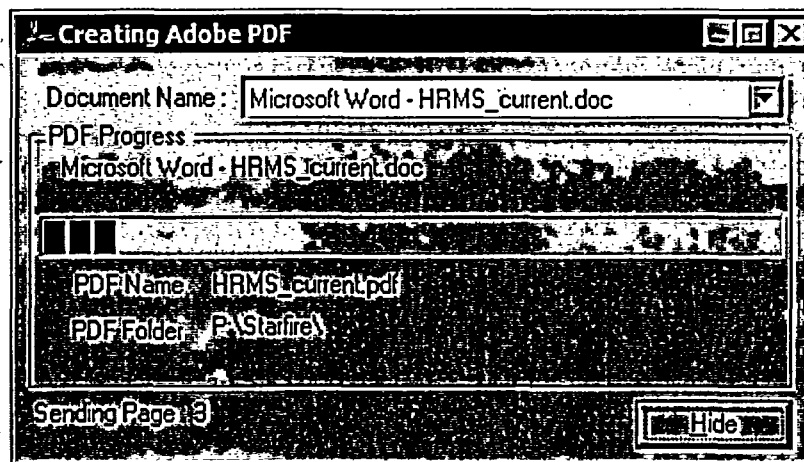 Creating Adobe PDF
Document Name : Microsoft Word - HRMS_current.doc
PDF Progress
Microsoft Word - HRMS_current.doc
PDF Name : HRMS_current.pdf
PDF Folder : P:\Starfire\
Sending Page : 3
Hide